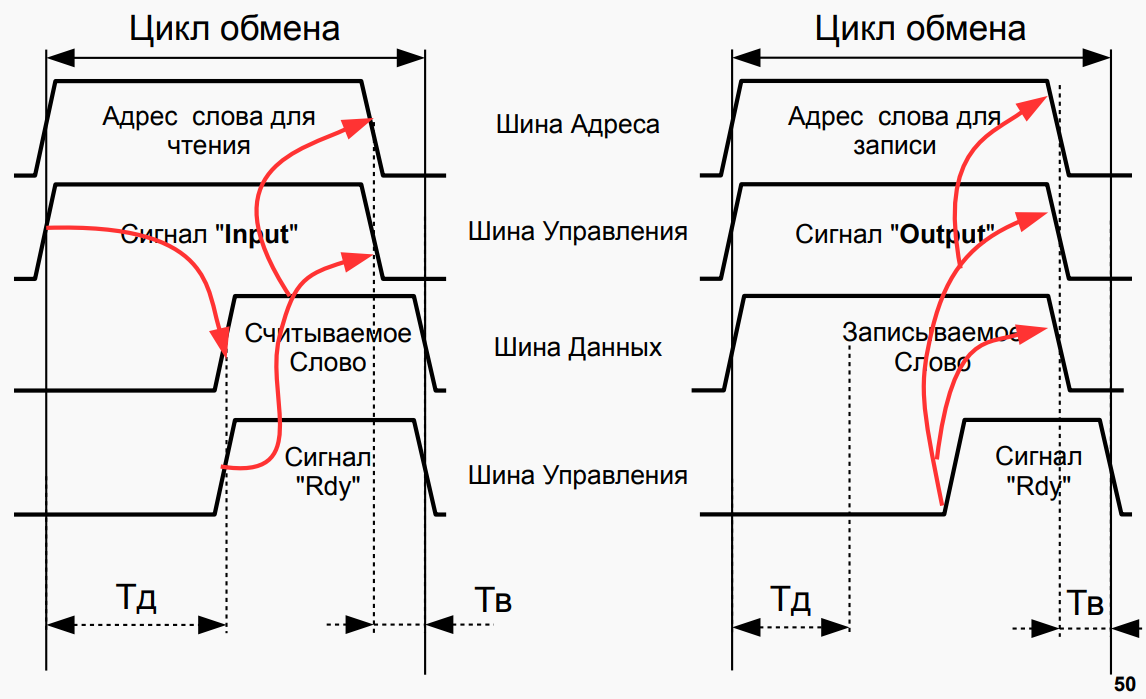 Цикл обмена
Адрес слова для
чтения
Сигнал "Input"
Считываемое
Слово
Сигнал
"Rdy"
Тд
Тв
Шина Адреса
Шина Управления
Шина Данных
Шина Управления
Цикл обмена
Адрес слова для
записи
Сигнал "Output"
Записываемое
Слово
Сигнал
"Rdy"
Тд
Тв
50